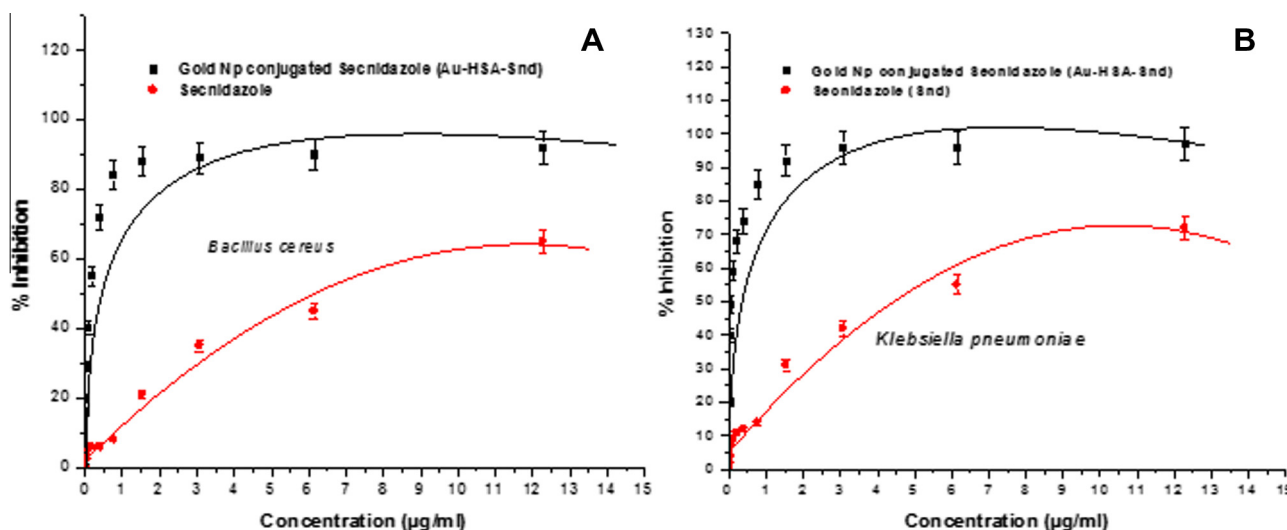 A
Gold Np conjugated Secnidazole (Au-HSA-Snd)
Secnidazole
Bacillus cereus
% Inhibition
120
100
80
60
40
20
0
0 1 2 3 4 5 6 7 8 9 10 11 12 13 14 15
Concentration (µg/ml)
B
Gold Np conjugated Seonidazole (Au-HSA-Snd)
Seonidazole (Snd)
Klebsiella pneumoniae
% Inhibition
130
120
110
100
90
80
70
60
50
40
30
20
10
0
0 1 2 3 4 5 6 7 8 9 10 11 12 13 14 15
Concentration (µg/ml)